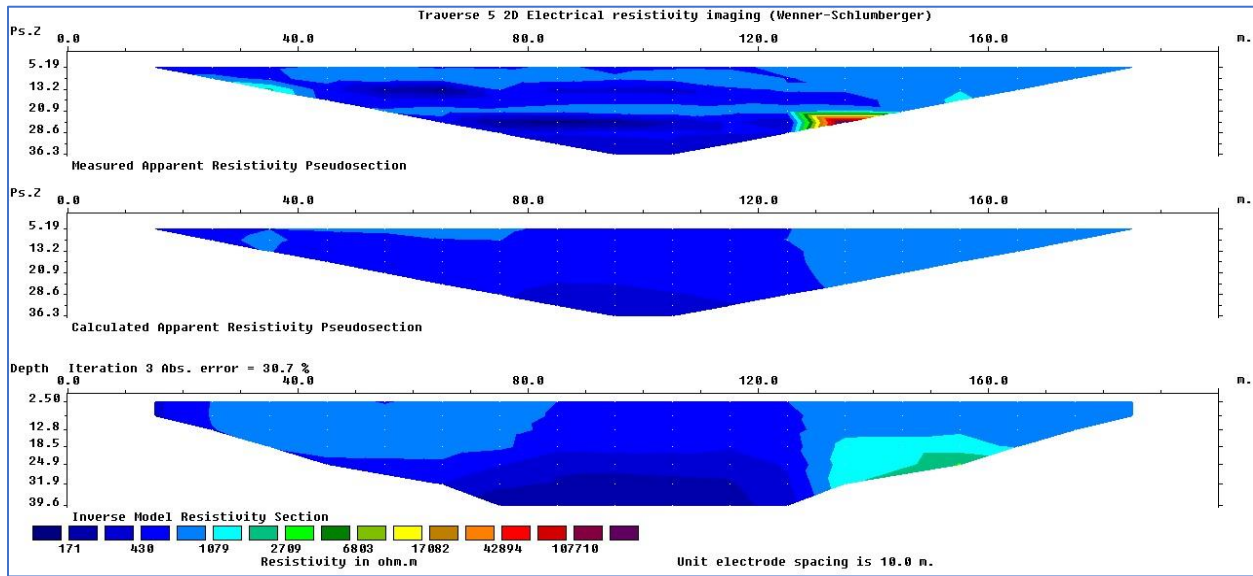 Traverse 5 2D Electrical resistivity imaging (Wenner-Schlumberger)
Ps.Z
0.0 40.0 80.0 120.0 160.0 m.
5.19
13.2
20.9
28.6
36.3
Measured Apparent Resistivity Pseudosection
Ps.Z
0.0 40.0 80.0 120.0 160.0 m.
5.19
13.2
20.9
28.6
36.3
Calculated Apparent Resistivity Pseudosection
Depth Iteration 3 Abs. error = 30.7 %
0.0 40.0 80.0 120.0 160.0 m.
2.50
12.8
18.5
24.9
31.9
39.6
Inverse Model Resistivity Section
171 430 1079 2709 6803 17082 42894 107710
Resistivity in ohm.m Unit electrode spacing is 10.0 m.